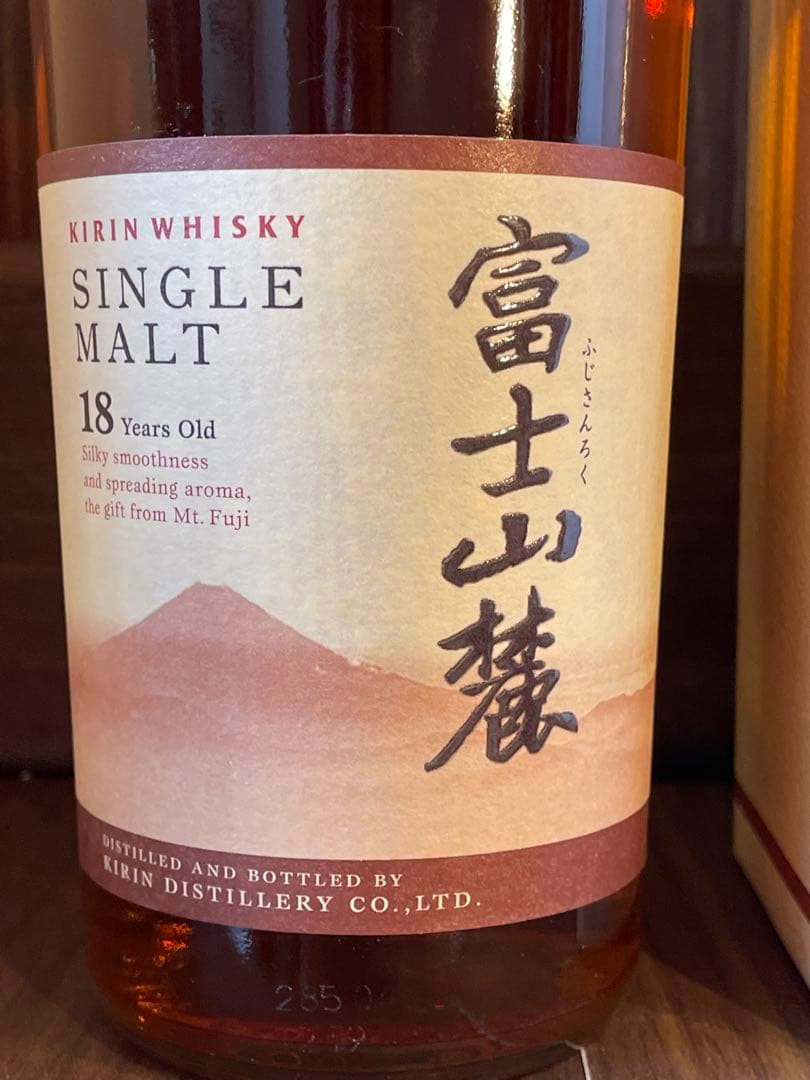 KIRIN WHISKY
SINGLE
MALT
18 Years Old
Silky smoothness
and spreading aroma,
the gift from Mt. Fuji
富士山麓
ふじさんろく
DISTILLED AND BOTTLED BY
KIRIN DISTILLERY CO.,LTD.